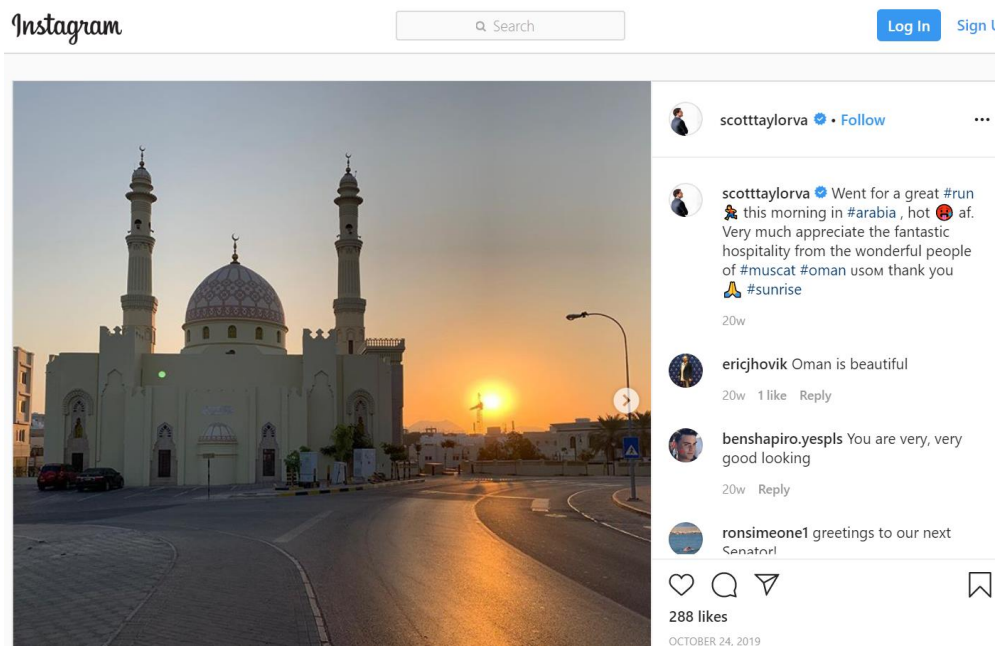 Instagram
Search
Log In
Sign U
scotttaylorva • Follow
scotttaylorva Went for a great #run
🏃 this morning in #arabia , hot 🥵 af.
Very much appreciate the fantastic
hospitality from the wonderful people
of #muscat #oman ᴜsoᴍ thank you
🙏 #sunrise
20w
ericjhovik Oman is beautiful
20w 1 like Reply
benshapiro.yespls You are very, very
good looking
20w Reply
ronsimeone1 greetings to our next
Senator!
288 likes
OCTOBER 24, 2019